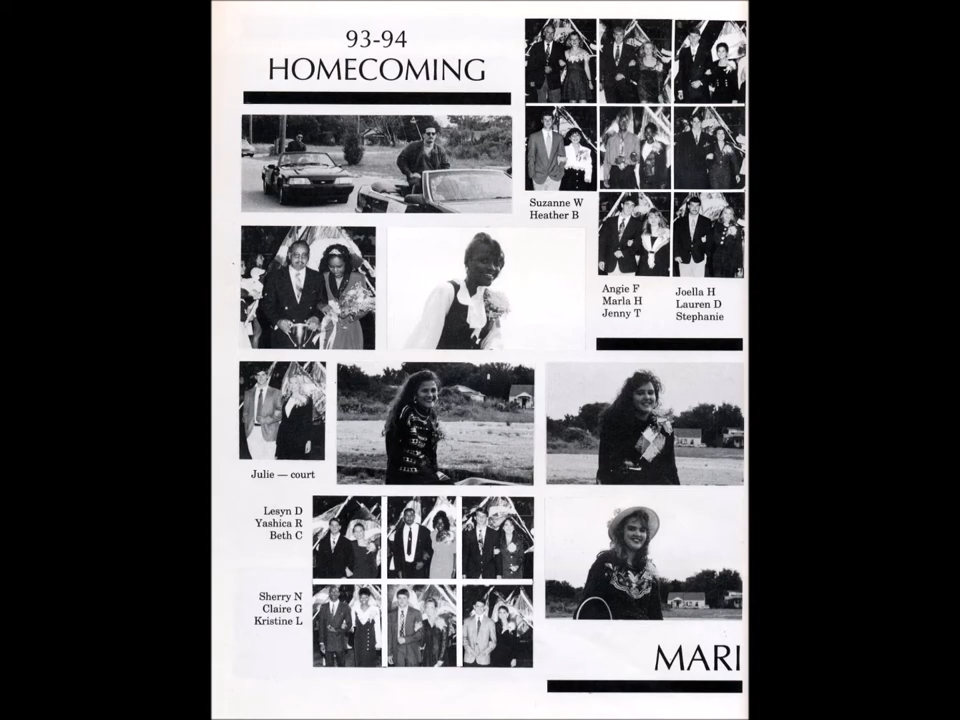 93-94
HOMECOMING
Suzanne W
Heather B
Angie F
Marla H
Jenny T
Joella H
Lauren D
Stephanie
Julie — court
Lesyn D
Yashica R
Beth C
Sherry N
Claire G
Kristine L
MARI